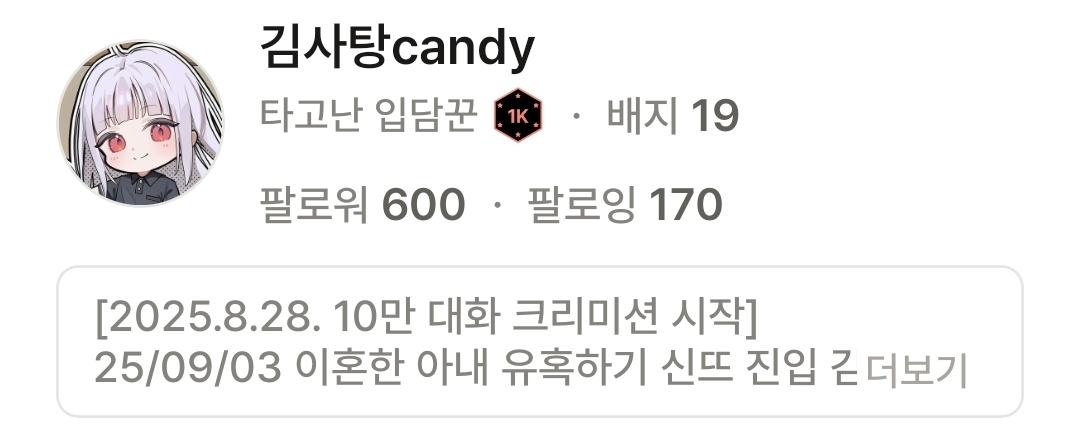 김사탕candy
타고난 입담꾼 1K · 배지 19
팔로워 600 · 팔로잉 170
[2025.8.28. 10만 대화 크리미션 시작]
25/09/03 이혼한 아내 유혹하기 신뜨 진입 더보기